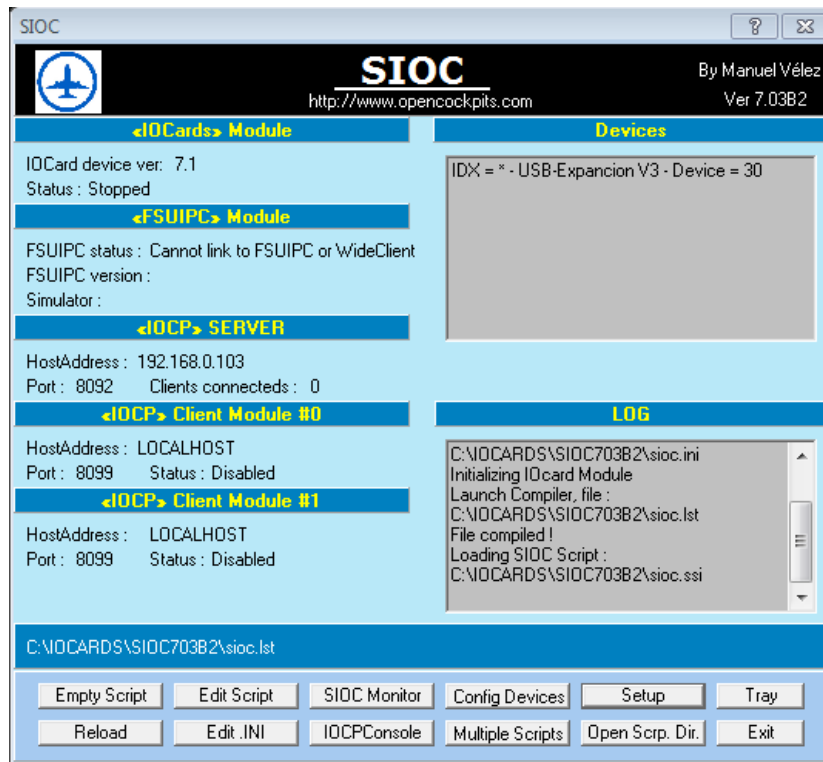 SIOC
SIOC
http://www.opencockpits.com
By Manuel Vélez
Ver 7.03B2
«IOCards» Module
IOCard device ver: 7.1
Status : Stopped
«FSUIPC» Module
FSUIPC status : Cannot link to FSUIPC or WideClient
FSUIPC version :
Simulator :
«IOCP» SERVER
HostAddress : 192.168.0.103
Port : 8092 Clients connecteds : 0
«IOCP» Client Module #0
HostAddress : LOCALHOST
Port : 8099 Status : Disabled
«IOCP» Client Module #1
HostAddress : LOCALHOST
Port : 8099 Status : Disabled
Devices
IDX = * - USB-Expancion V3 - Device = 30
LOG
C:\IOCARDS\SIOC703B2\sioc.ini
Initializing IOcard Module
Launch Compiler, file :
C:\IOCARDS\SIOC703B2\sioc.lst
File compiled !
Loading SIOC Script :
C:\IOCARDS\SIOC703B2\sioc.ssi
C:\IOCARDS\SIOC703B2\sioc.lst
Empty Script Edit Script SIOC Monitor Config Devices Setup Tray
Reload Edit .INI IOCPConsole Multiple Scripts Open Scrp. Dir. Exit